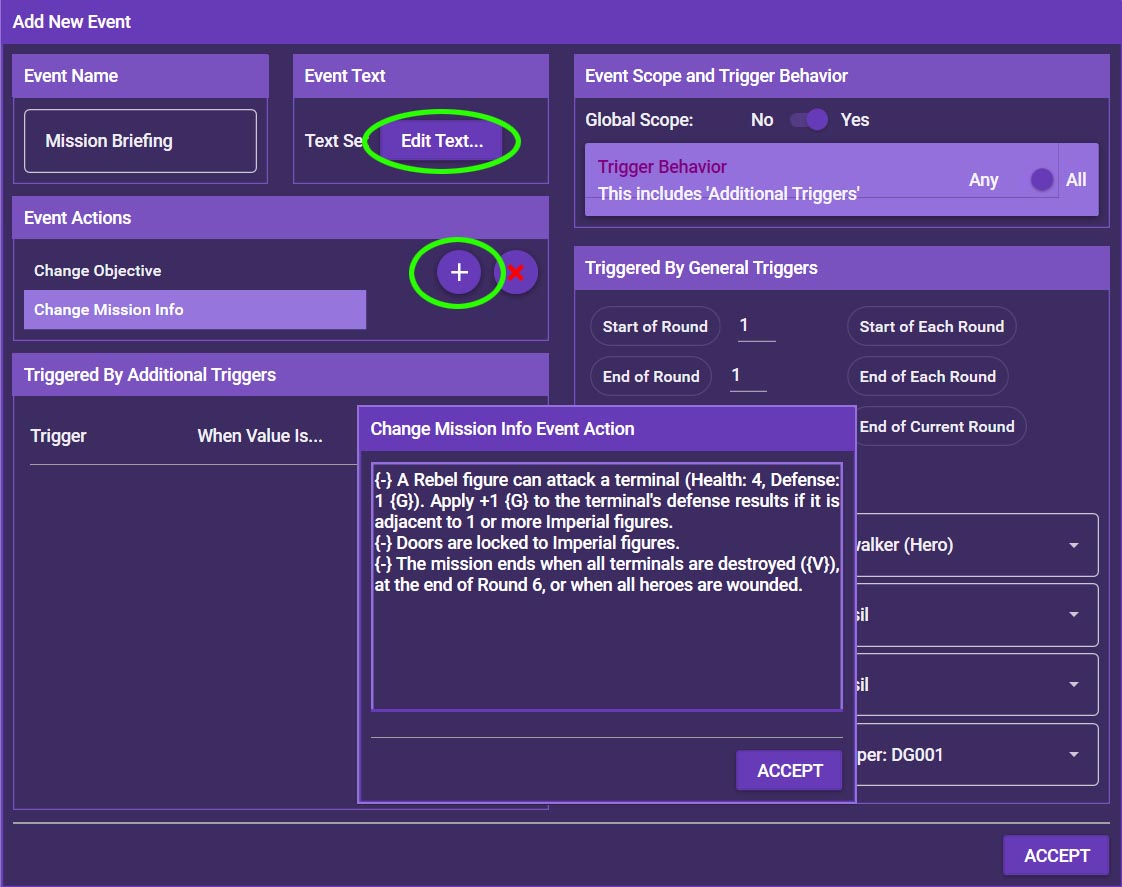 Add New Event
Event Name
Mission Briefing
Event Text
Text Se
Edit Text...
Event Actions
Change Objective
Change Mission Info
Triggered By Additional Triggers
Trigger
When Value Is...
Event Scope and Trigger Behavior
Global Scope:
No
Yes
Trigger Behavior
This includes 'Additional Triggers'
Any
All
Triggered By General Triggers
Start of Round
1
Start of Each Round
End of Round
1
End of Each Round
End of Current Round
Change Mission Info Event Action
{-} A Rebel figure can attack a terminal (Health: 4, Defense:
1 {G}). Apply +1 {G} to the terminal's defense results if it is
adjacent to 1 or more Imperial figures.
{-} Doors are locked to Imperial figures.
{-} The mission ends when all terminals are destroyed ({V}),
at the end of Round 6, or when all heroes are wounded.
ACCEPT
walker (Hero)
sil
sil
per: DG001
ACCEPT